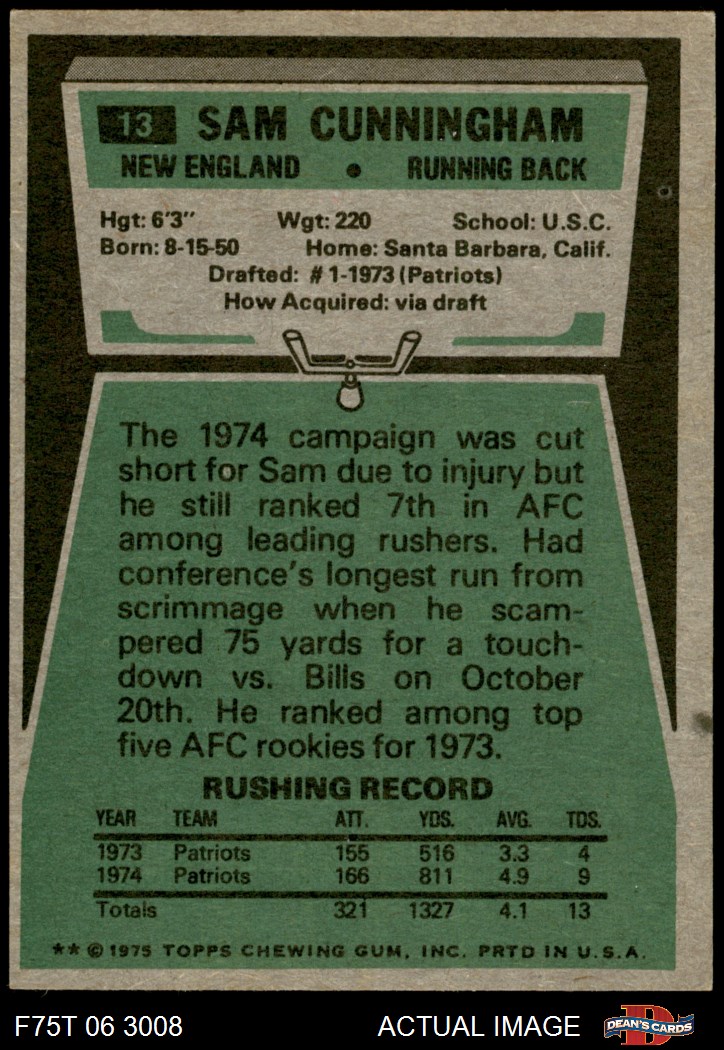 13 SAM CUNNINGHAM
NEW ENGLAND • RUNNING BACK
Hgt: 6'3" Wgt: 220 School: U.S.C.
Born: 8-15-50 Home: Santa Barbara, Calif.
Drafted: #1-1973 (Patriots)
How Acquired: via draft
The 1974 campaign was cut
short for Sam due to injury but
he still ranked 7th in AFC
among leading rushers. Had
conference's longest run from
scrimmage when he scam-
pered 75 yards for a touch-
down vs. Bills on October
20th. He ranked among top
five AFC rookies for 1973.
RUSHING RECORD
YEAR TEAM ATT. YDS. AVG. TDS.
1973 Patriots 155 516 3.3 4
1974 Patriots 166 811 4.9 9
Totals 321 1327 4.1 13
** © 1975 TOPPS CHEWING GUM, INC. PRTD IN U.S.A.
F75T 06 3008 ACTUAL IMAGE D DEAN'S CARDS